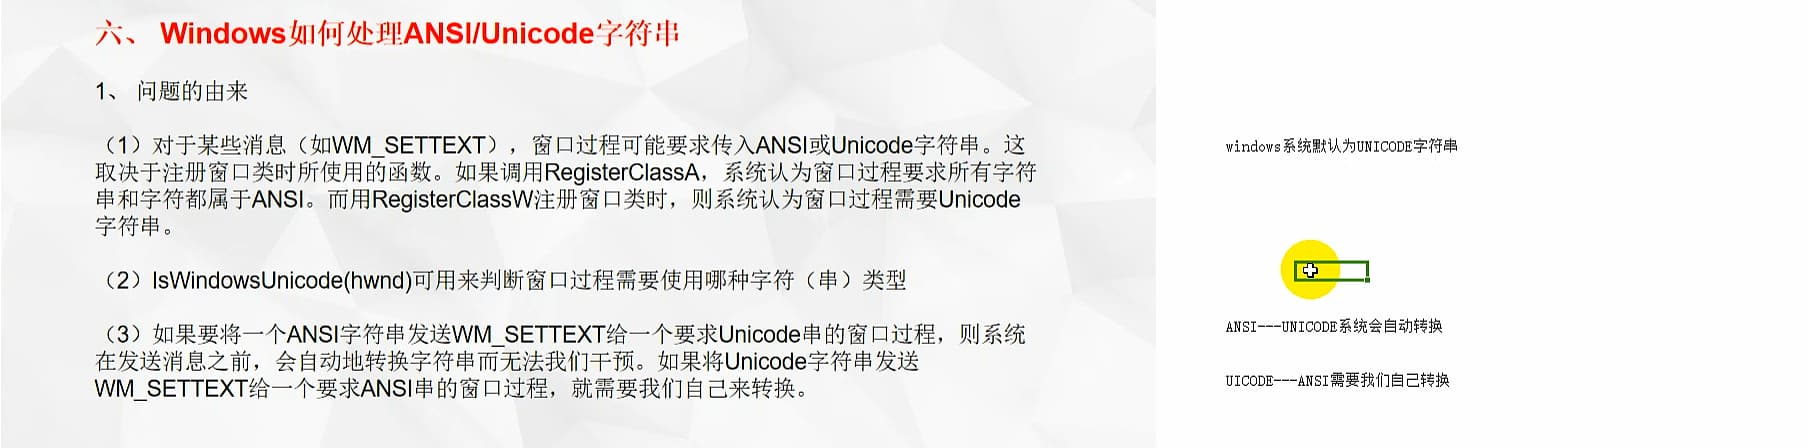 六、 Windows如何处理ANSI/Unicode字符串
1、 问题的由来
（1）对于某些消息（如WM_SETTEXT），窗口过程可能要求传入ANSI或Unicode字符串。这
取决于注册窗口类时所使用的函数。如果调用RegisterClassA，系统认为窗口过程要求所有字符
串和字符都属于ANSI。而用RegisterClassW注册窗口类时，则系统认为窗口过程需要Unicode
字符串。
（2）IsWindowsUnicode(hwnd)可用来判断窗口过程需要使用哪种字符（串）类型
（3）如果要将一个ANSI字符串发送WM_SETTEXT给一个要求Unicode串的窗口过程，则系统
在发送消息之前，会自动地转换字符串而无法我们干预。如果将Unicode字符串发送
WM_SETTEXT给一个要求ANSI串的窗口过程，就需要我们自己来转换。
windows系统默认为UNICODE字符串
ANSI---UNICODE系统会自动转换
UICODE---ANSI需要我们自己转换